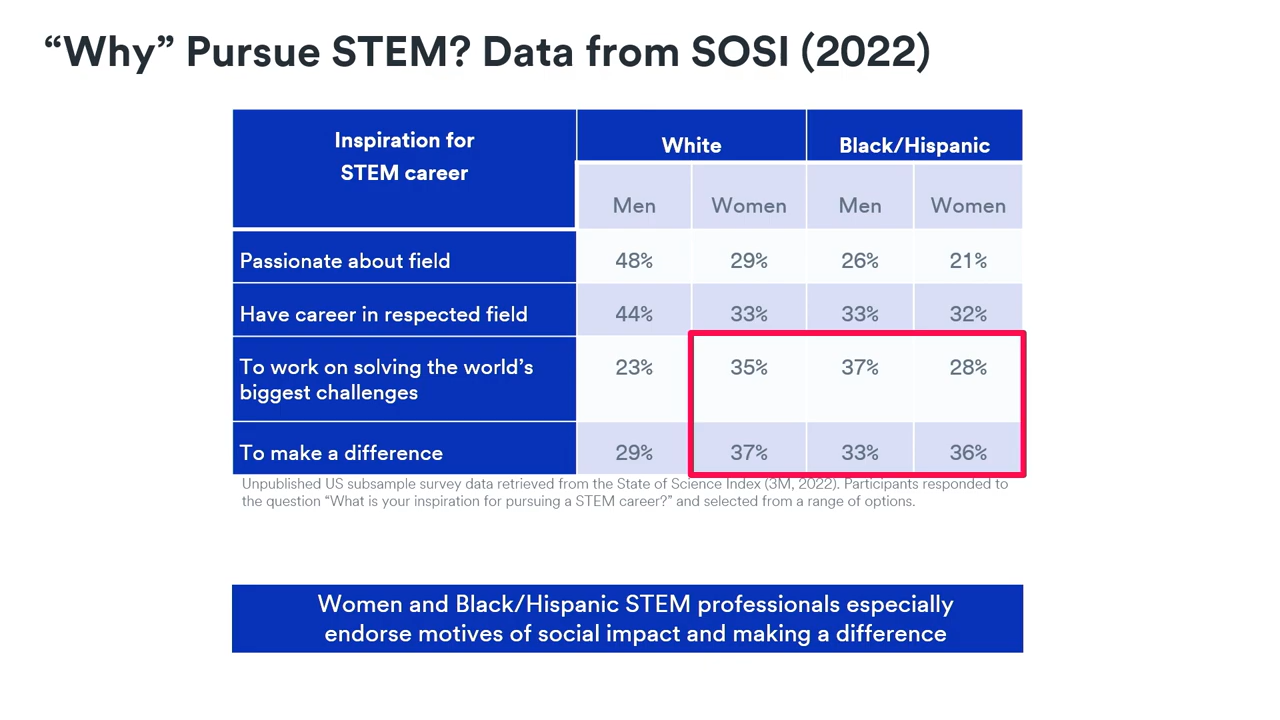 “Why” Pursue STEM? Data from SOSI (2022)
Inspiration for
STEM career
White
Black/Hispanic
Men
Women
Men
Women
Passionate about field
48%
29%
26%
21%
Have career in respected field
44%
33%
33%
32%
To work on solving the world’s
biggest challenges
23%
35%
37%
28%
To make a difference
29%
37%
33%
36%
Unpublished US subsample survey data retrieved from the State of Science Index (3M, 2022). Participants responded to
the question “What is your inspiration for pursuing a STEM career?” and selected from a range of options.
Women and Black/Hispanic STEM professionals especially
endorse motives of social impact and making a difference